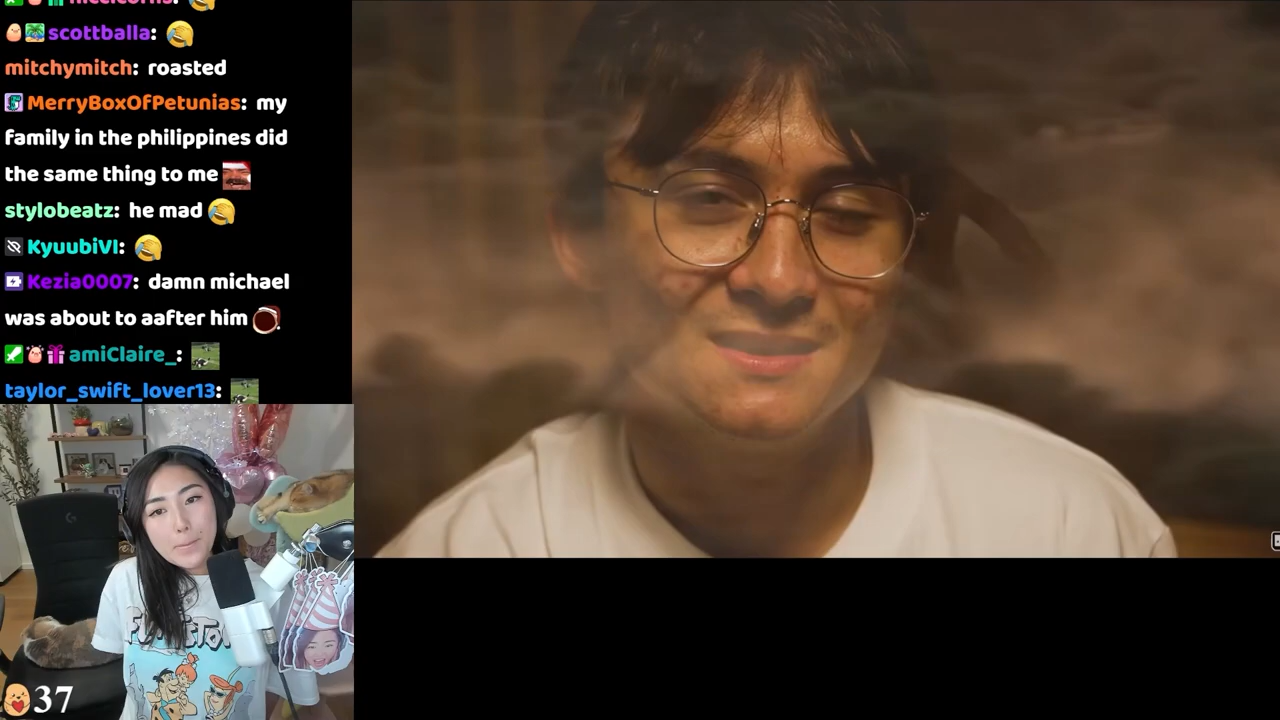 scottballa:
mitchymitch: roasted
MerryBoxOfPetunias: my
family in the philippines did
the same thing to me
stylobeatz: he mad
KyuubiVI:
Kezia0007: damn michael
was about to aafter him
amiClaire_:
taylor_swift_lover13:
37